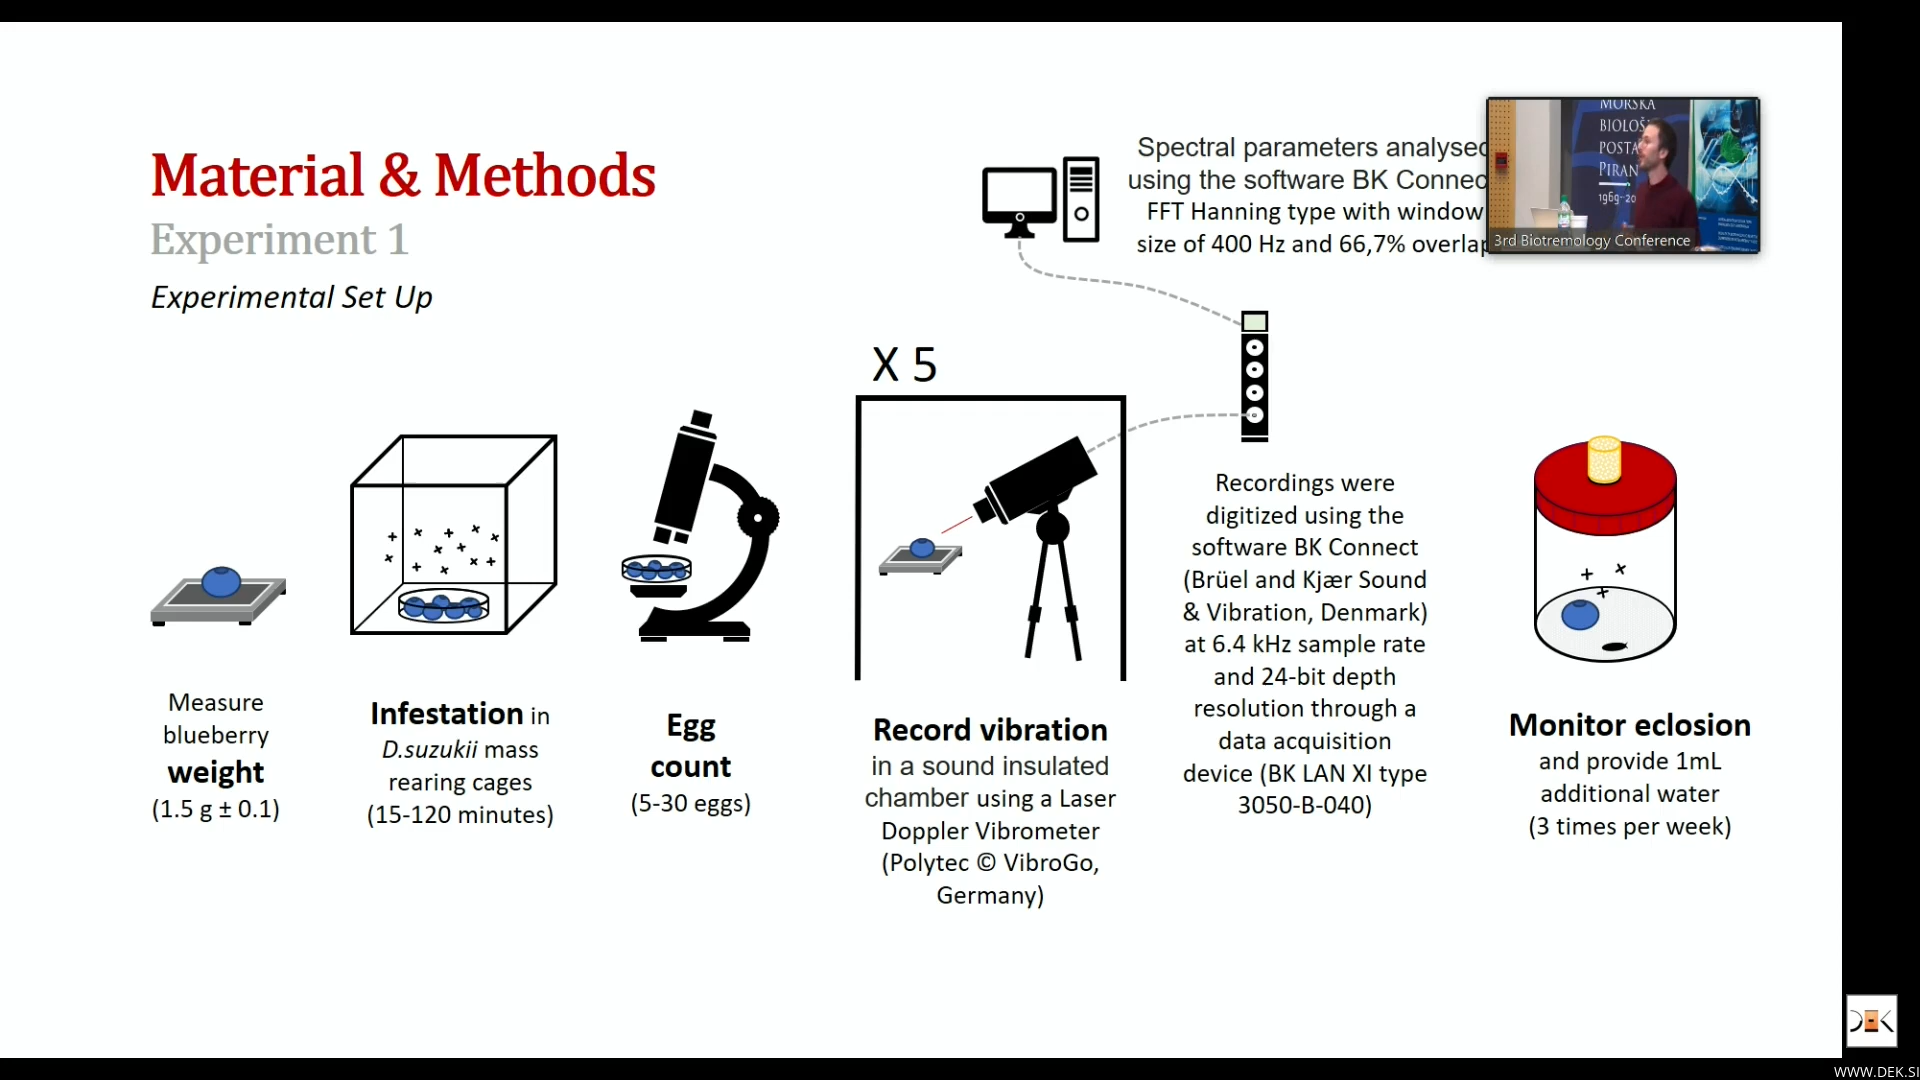 Material & Methods
Experiment 1
Experimental Set Up
Spectral parameters analysed
using the software BK Connec
FFT Hanning type with window
size of 400 Hz and 66,7% overlap
MORSKA
BIOLOŠ
POSTA
PIRAN
1969-20
3rd Biotremology Conference
X 5
Measure
blueberry
weight
(1.5 g ± 0.1)
Infestation in
D.suzukii mass
rearing cages
(15-120 minutes)
Egg
count
(5-30 eggs)
Record vibration
in a sound insulated
chamber using a Laser
Doppler Vibrometer
(Polytec © VibroGo,
Germany)
Recordings were
digitized using the
software BK Connect
(Brüel and Kjær Sound
& Vibration, Denmark)
at 6.4 kHz sample rate
and 24-bit depth
resolution through a
data acquisition
device (BK LAN XI type
3050-B-040)
Monitor eclosion
and provide 1mL
additional water
(3 times per week)
WWW.DEK.SI